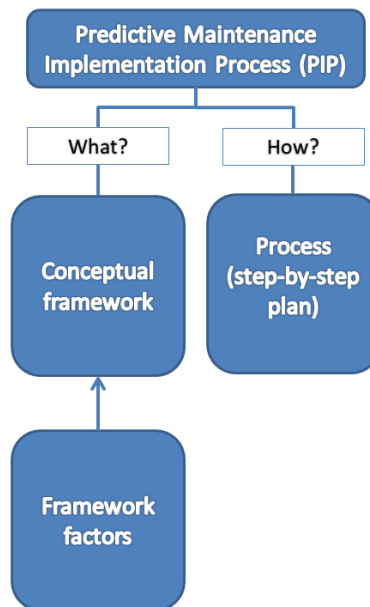 Predictive Maintenance
Implementation Process (PIP)
What?
How?
Conceptual
framework
Process
(step-by-step
plan)
Framework
factors